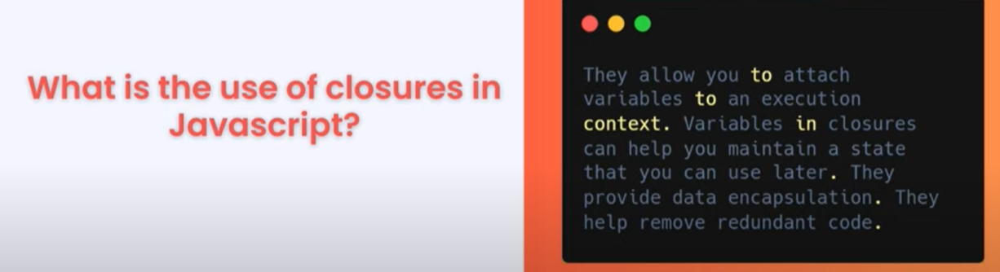 What is the use of closures in
Javascript?
They allow you to attach
variables to an execution
context. Variables in closures
can help you maintain a state
that you can use later. They
provide data encapsulation. They
help remove redundant code.